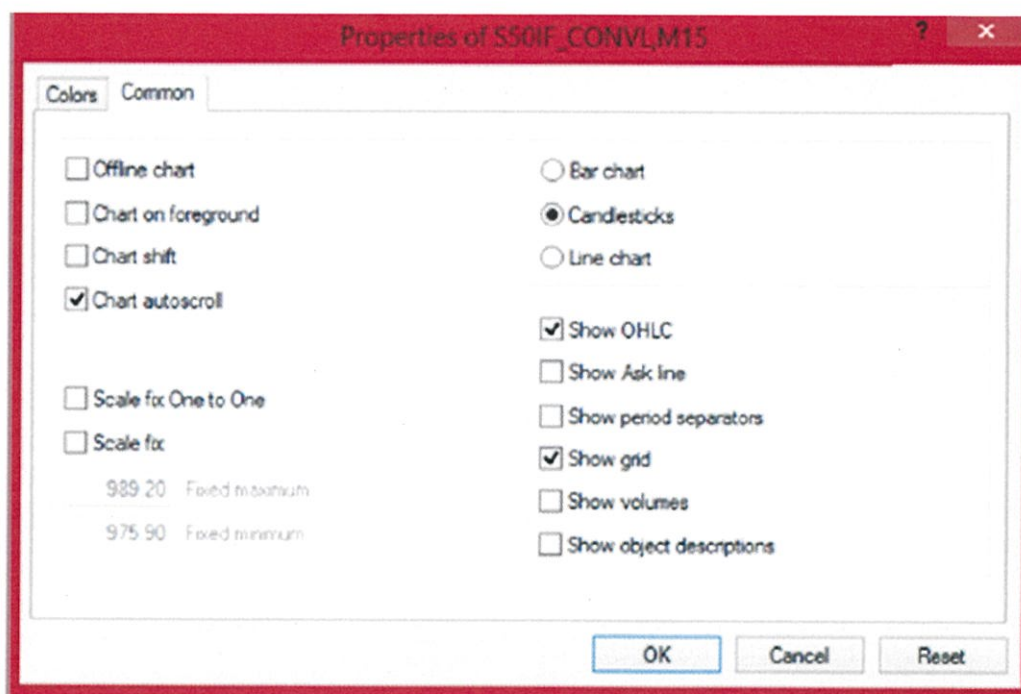 Properties of S50IF_CONVI,M15
?
Colors
Common
Offline chart
Chart on foreground
Chart shift
Chart autoscroll
Scale fix One to One
Scale fix
989.20 Fixed maximum
975.90 Fixed minimum
Bar chart
Candlesticks
Line chart
Show OHLC
Show Ask line
Show period separators
Show grid
Show volumes
Show object descriptions
OK
Cancel
Reset